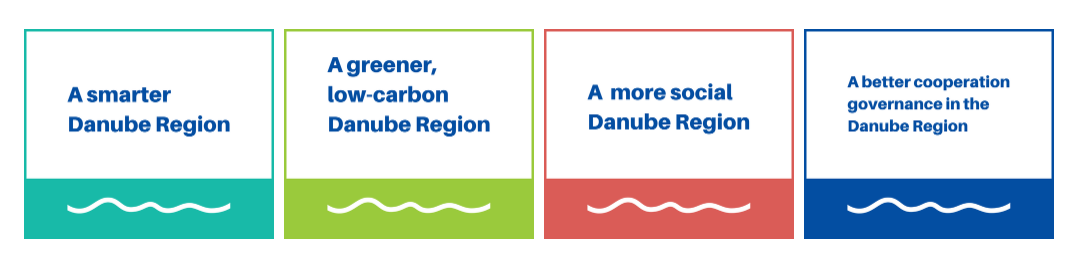 A smarter
Danube Region
A greener,
low-carbon
Danube Region
A more social
Danube Region
A better cooperation
governance in the
Danube Region